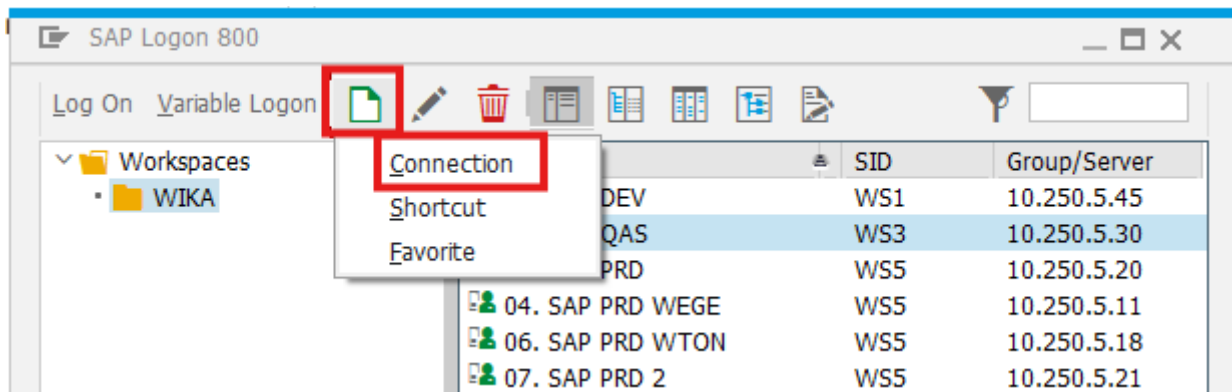 SAP Logon 800
Log On Variable Logon
Workspaces
WIKA
Connection
Shortcut
Favorite
SID Group/Server
DEV WS1 10.250.5.45
QAS WS3 10.250.5.30
PRD WS5 10.250.5.20
04. SAP PRD WEGE WS5 10.250.5.11
06. SAP PRD WTON WS5 10.250.5.18
07. SAP PRD 2 WS5 10.250.5.21